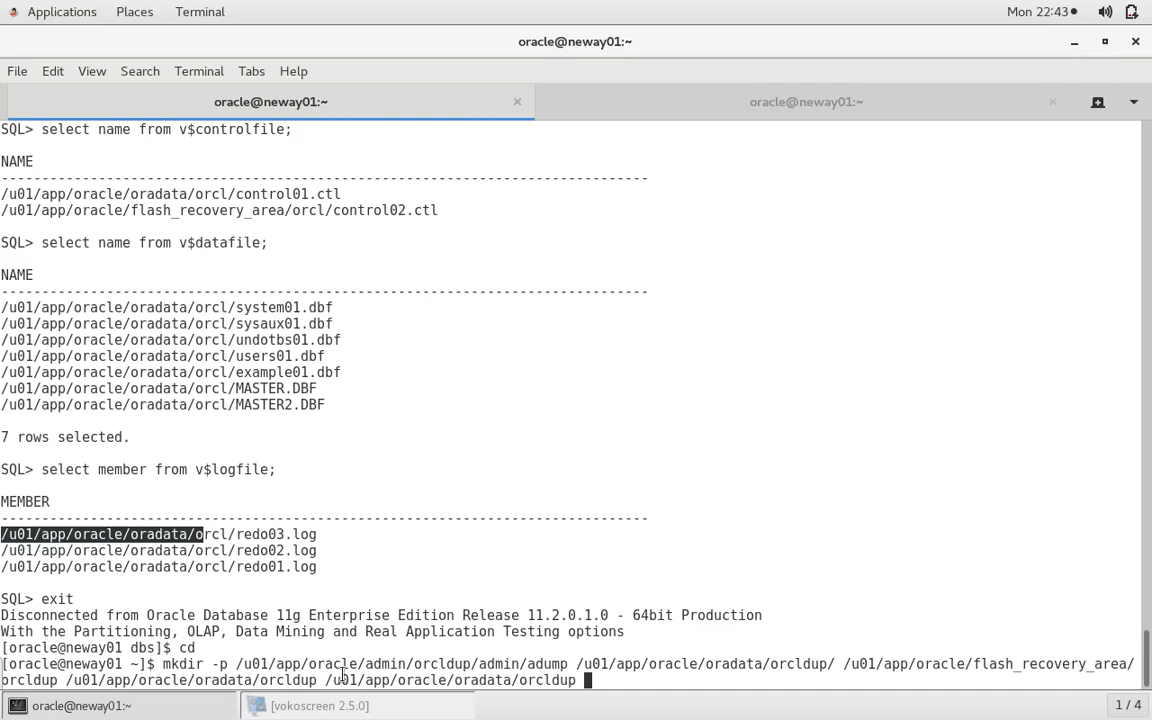 Applications Places Terminal Mon 22:43
oracle@neway01:~
File Edit View Search Terminal Tabs Help
oracle@neway01:~ × oracle@neway01:~ ×
SQL> select name from v$controlfile;
NAME
--------------------------------------------------------------------------------
/u01/app/oracle/oradata/orcl/control01.ctl
/u01/app/oracle/flash_recovery_area/orcl/control02.ctl
SQL> select name from v$datafile;
NAME
--------------------------------------------------------------------------------
/u01/app/oracle/oradata/orcl/system01.dbf
/u01/app/oracle/oradata/orcl/sysaux01.dbf
/u01/app/oracle/oradata/orcl/undotbs01.dbf
/u01/app/oracle/oradata/orcl/users01.dbf
/u01/app/oracle/oradata/orcl/example01.dbf
/u01/app/oracle/oradata/orcl/MASTER.DBF
/u01/app/oracle/oradata/orcl/MASTER2.DBF
7 rows selected.
SQL> select member from v$logfile;
MEMBER
--------------------------------------------------------------------------------
/u01/app/oracle/oradata/orcl/redo03.log
/u01/app/oracle/oradata/orcl/redo02.log
/u01/app/oracle/oradata/orcl/redo01.log
SQL> exit
Disconnected from Oracle Database 11g Enterprise Edition Release 11.2.0.1.0 - 64bit Production
With the Partitioning, OLAP, Data Mining and Real Application Testing options
[oracle@neway01 dbs]$ cd
[oracle@neway01 ~]$ mkdir -p /u01/app/oracle/admin/orcldup/admin/adump /u01/app/oracle/oradata/orcldup/ /u01/app/oracle/flash_recovery_area/
orcldup /u01/app/oracle/oradata/orcldup /u01/app/oracle/oradata/orcldup
oracle@neway01:~ [vokoscreen 2.5.0] 1 / 4